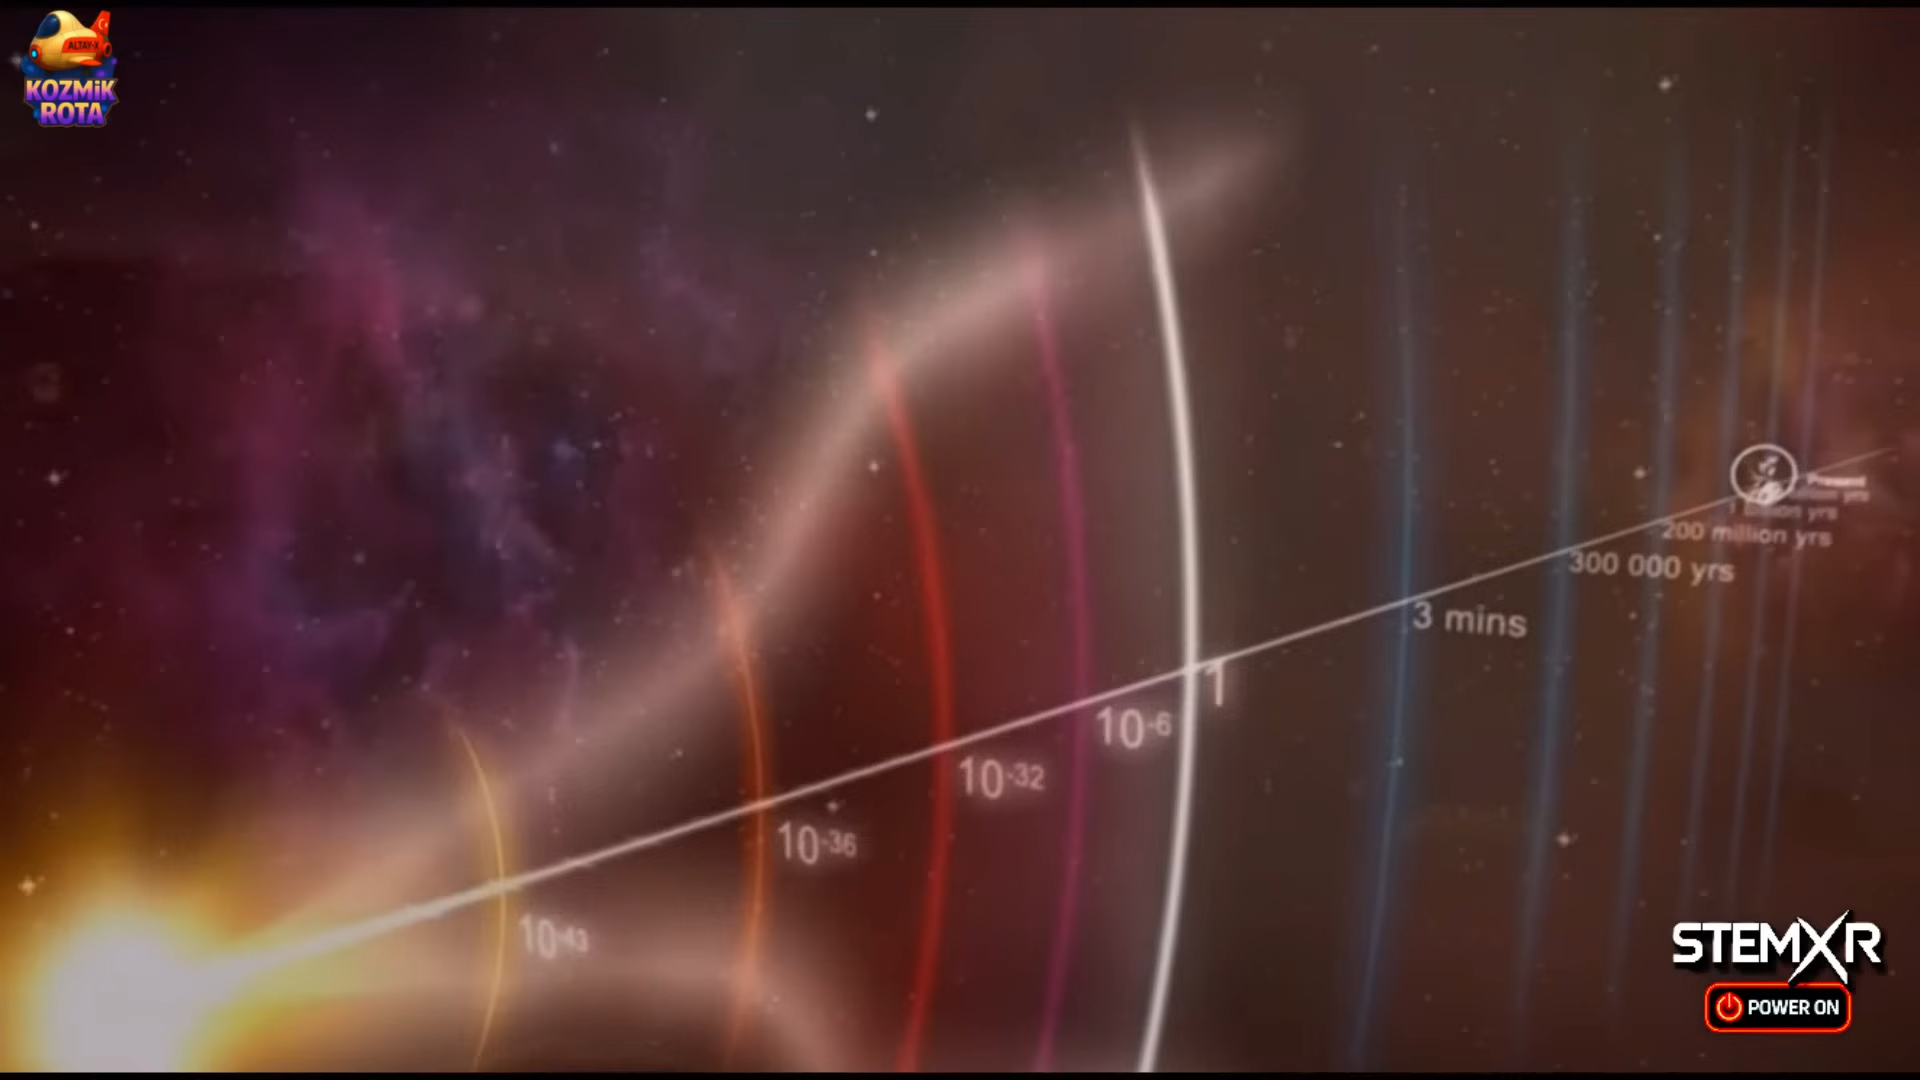 ALTAY-X
KOZMİK
ROTA
Present
1 billion yrs
200 million yrs
300 000 yrs
3 mins
1
10-6
10-32
10-36
10-43
STEMXR
POWER ON